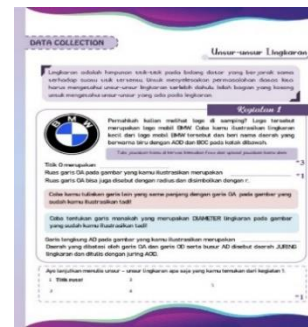 DATA COLLECTION
Unsur-unsur Lingkaran
Lingkaran adalah himpunan titik-titik pada bidang datar yang berjarak sama
terhadap suatu titik tertentu. Untuk menyelesaikan permasalahan diatas kamu
harus mengetahui unsur-unsur lingkaran terlebih dahulu. Isilah bagian yang kosong
untuk mengetahui unsur-unsur yang ada pada lingkaran.
Kegiatan 1
BMW
Pernahkah kalian melihat logo di samping? Logo tersebut
merupakan logo mobil BMW. Coba kamu ilustrasikan lingkaran
kecil dari logo mobil BMW tersebut dan beri nama daerah yang
berwarna biru dengan AOD dan BOC pada kotak dibawah.
Titik O merupakan
Ruas garis OA pada gambar yang kamu ilustrasikan merupakan
Ruas garis OA bisa juga disebut dengan radius dan disimbolkan dengan r.
Coba kamu tuliskan garis lain yang sama panjang dengan garis OA pada gambar yang
sudah kamu ilustrasikan tadi!
Coba tentukan garis manakah yang merupakan DIAMETER lingkaran pada gambar
yang sudah kamu ilustrasikan tadi!
Garis lengkung AD pada gambar yang kamu ilustrasikan merupakan
Daerah yang dibatasi oleh garis OA dan garis OD serta busur AD disebut daerah JURING
lingkaran dan ditulis dengan juring AOD.
Ayo lanjutkan menulis unsur - unsur lingkaran apa saja yang kamu temukan dari kegiatan 1
1 Titik pusat